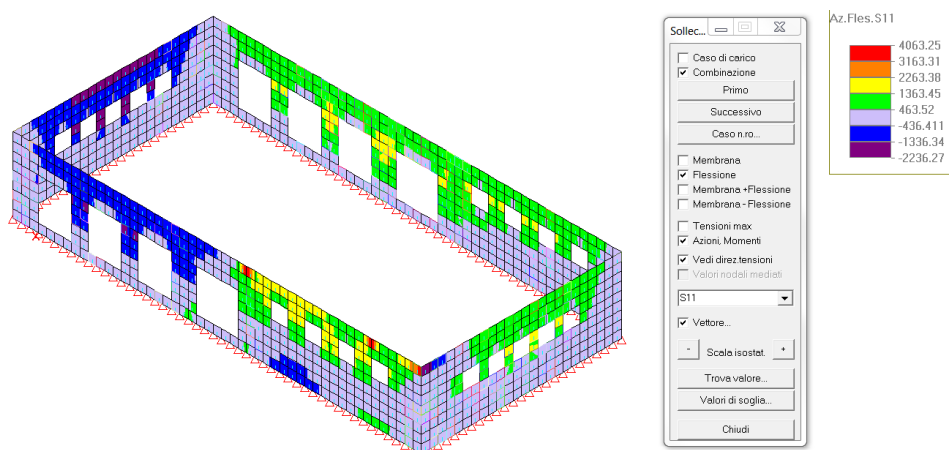 Sollec...
Caso di carico
Combinazione
Primo
Successivo
Caso n.ro...
Membrana
Flessione
Membrana +Flessione
Membrana - Flessione
Tensioni max
Azioni, Momenti
Vedi direz.tensioni
Valori nodali mediati
S11
Vettore...
- Scala isostat. +
Trova valore...
Valori di soglia...
Chiudi
Az.Fles.S11
4063.25
3163.31
2263.38
1363.45
463.52
-436.411
-1336.34
-2236.27